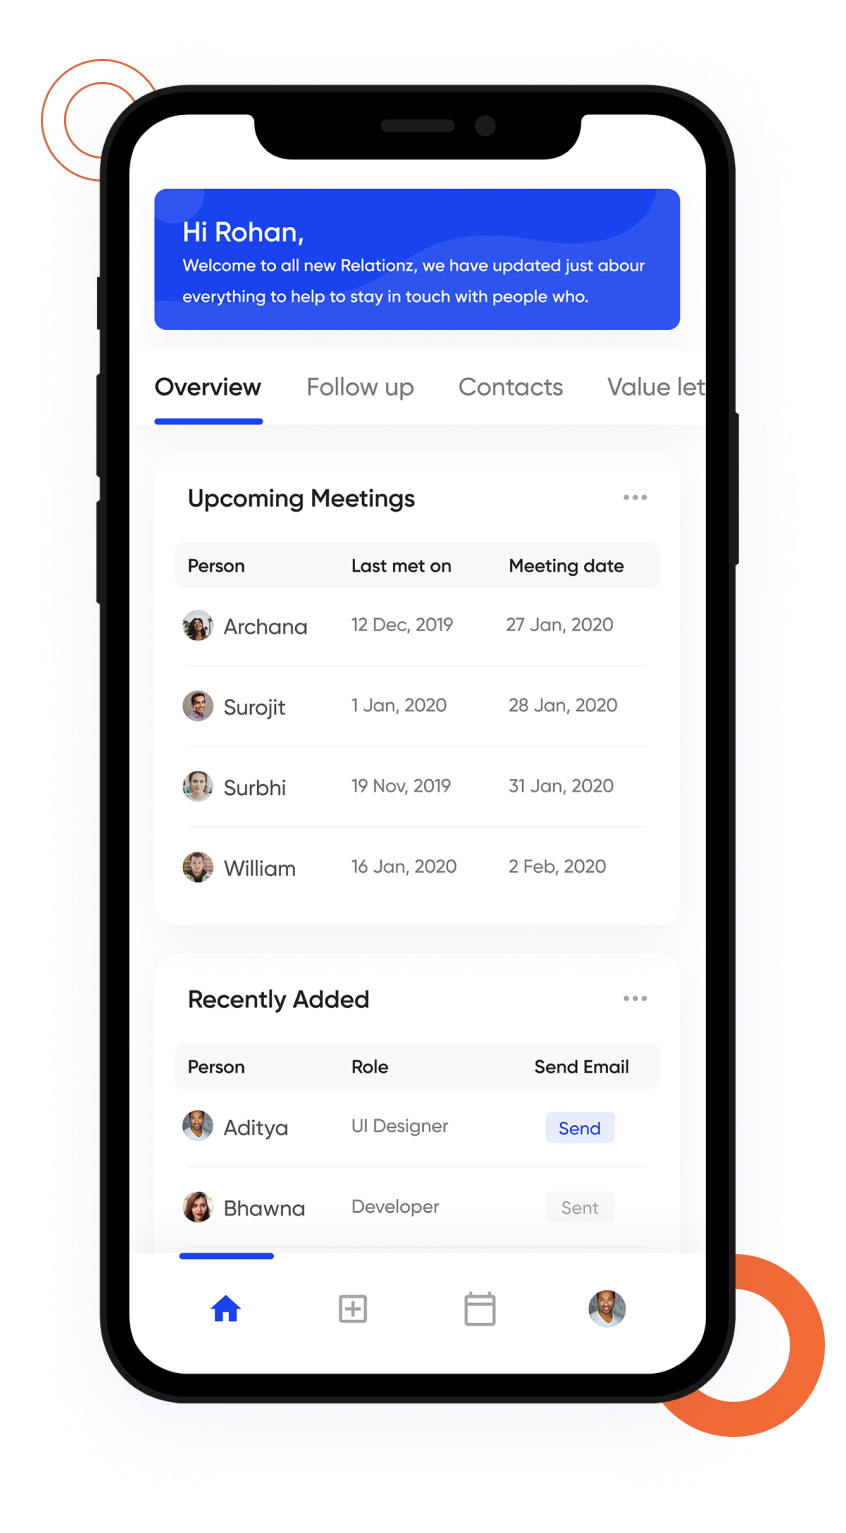 Hi Rohan,
Welcome to all new Relationz, we have updated just abour
everything to help to stay in touch with people who.
Overview Follow up Contacts Value let
Upcoming Meetings
Person Last met on Meeting date
Archana 12 Dec, 2019 27 Jan, 2020
Surojit 1 Jan, 2020 28 Jan, 2020
Surbhi 19 Nov, 2019 31 Jan, 2020
William 16 Jan, 2020 2 Feb, 2020
Recently Added
Person Role Send Email
Aditya UI Designer Send
Bhawna Developer Sent